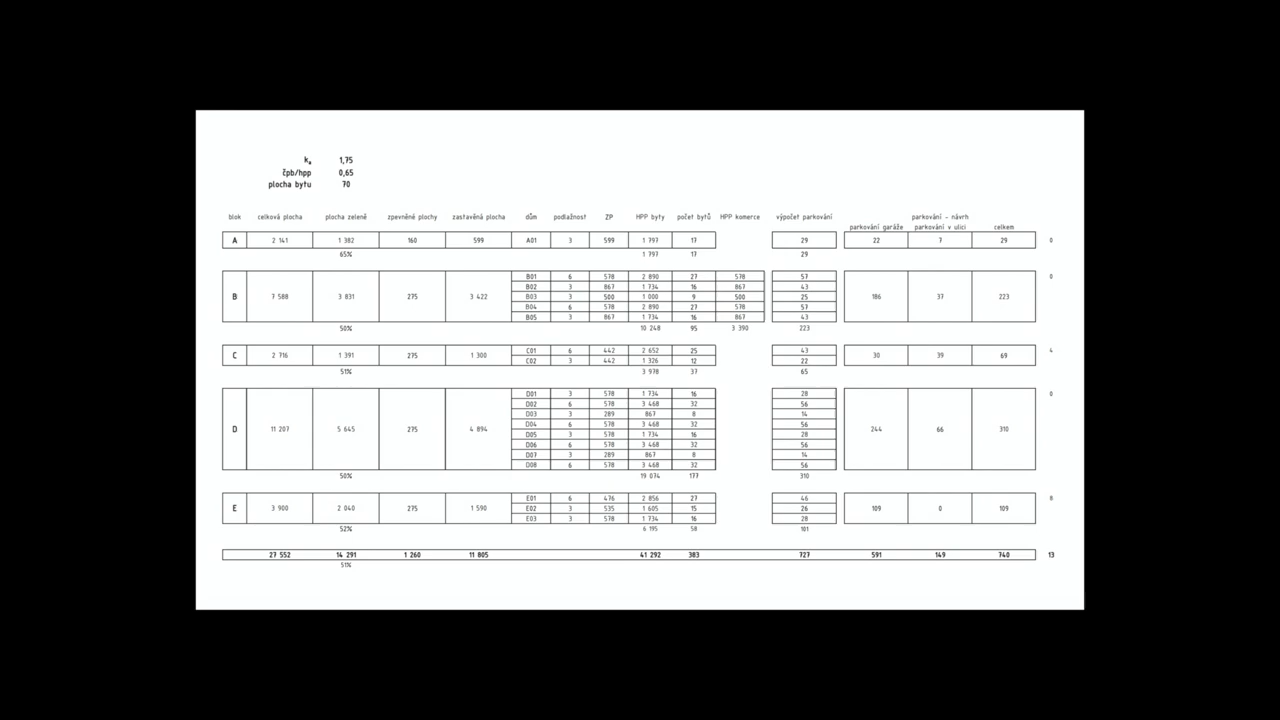 kₐ 1,75
čpb/hpp 0,65
plocha bytu 70
parkování - návrh
blok celková plocha plocha zeleně zpevněné plochy zastavěná plocha dům podlažnost ZP HPP byty počet bytů HPP komerce výpočet parkování parkování garáže parkování v ulici celkem
A 2 141 1 382 160 599 A01 3 599 1 797 17 29 22 7 29 0
65% 1 797 17 29
B01 6 578 2 890 27 578 57 0
B02 3 867 1 734 16 867 43
B 7 588 3 831 275 3 422 B03 3 500 1 000 9 500 25 186 37 223
B04 6 578 2 890 27 578 57
B05 3 867 1 734 16 867 43
50% 10 248 95 3 390 223
C01 6 442 2 652 25 43 4
C 2 716 1 391 275 1 300 30 39 69
C02 3 442 1 326 12 22
51% 3 978 37 65
D01 3 578 1 734 16 28 0
D02 6 578 3 468 32 56
D03 3 289 867 8 14
D 11 207 5 645 275 4 894 D04 6 578 3 468 32 56 244 66 310
D05 3 578 1 734 16 28
D06 6 578 3 468 32 56
D07 3 289 867 8 14
D08 6 578 3 468 32 56
50% 19 074 177 310
E01 6 476 2 856 27 46 8
E 3 900 2 040 275 1 590 E02 3 535 1 605 15 26 109 0 109
E03 3 578 1 734 16 28
52% 6 195 58 101
27 552 14 291 1 260 11 805 41 292 383 727 591 149 740 13
51%